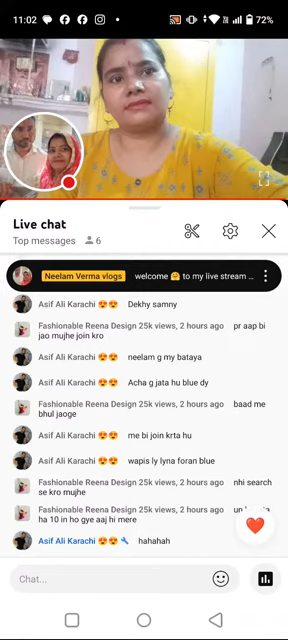 11:02
72%
Live chat
Top messages 6
Neelam Verma vlogs welcome 🤗 to my live stream ...
Asif Ali Karachi 😍😍 Dekhy samny
Fashionable Reena Design 25k views, 2 hours ago pr aap bi
jao mujhe join kro
Asif Ali Karachi 😍😍 neelam g my bataya
Asif Ali Karachi 😍😍 Acha g jata hu blue dy
Fashionable Reena Design 25k views, 2 hours ago baad me
bhul jaoge
Asif Ali Karachi 😍😍 me bi join krta hu
Asif Ali Karachi 😍😍 wapis ly lyna foran blue
Fashionable Reena Design 25k views, 2 hours ago nhi search
se kro mujhe
Fashionable Reena Design 25k views, 2 hours ago
ha 10 in ho gye aaj hi mere
Asif Ali Karachi 😍😍 🔧 hahahah
Chat...